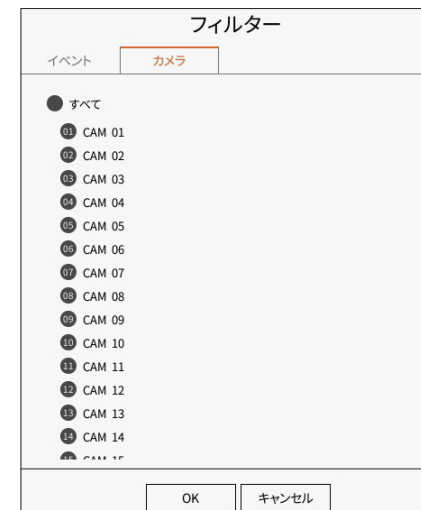 フィルター
イベント カメラ
すべて
01 CAM 01
02 CAM 02
03 CAM 03
04 CAM 04
05 CAM 05
06 CAM 06
07 CAM 07
08 CAM 08
09 CAM 09
10 CAM 10
11 CAM 11
12 CAM 12
13 CAM 13
14 CAM 14
15 CAM 15
OK キャンセル